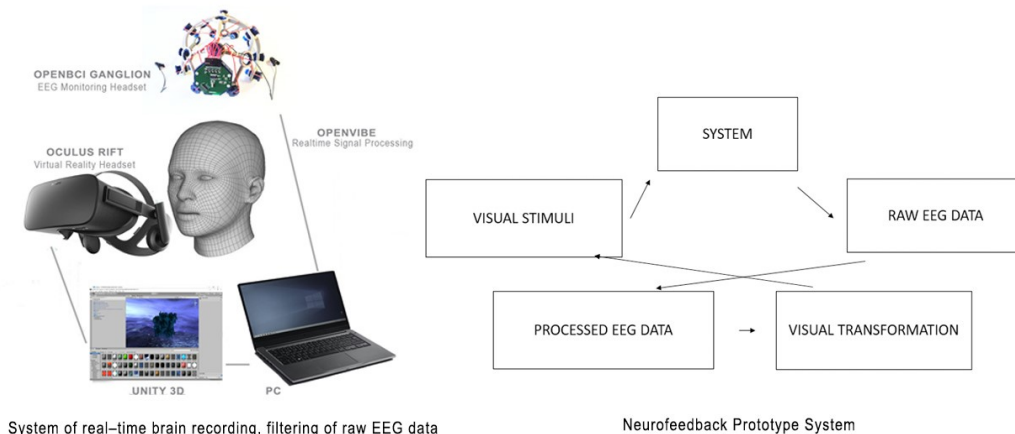 OPENBCI GANGLION
EEG Monitoring Headset
OPENVIBE
Realtime Signal Processing
OCULUS RIFT
Virtual Reality Headset
UNITY 3D
PC
System of real–time brain recording, filtering of raw EEG data
SYSTEM
VISUAL STIMULI
RAW EEG DATA
PROCESSED EEG DATA
VISUAL TRANSFORMATION
Neurofeedback Prototype System